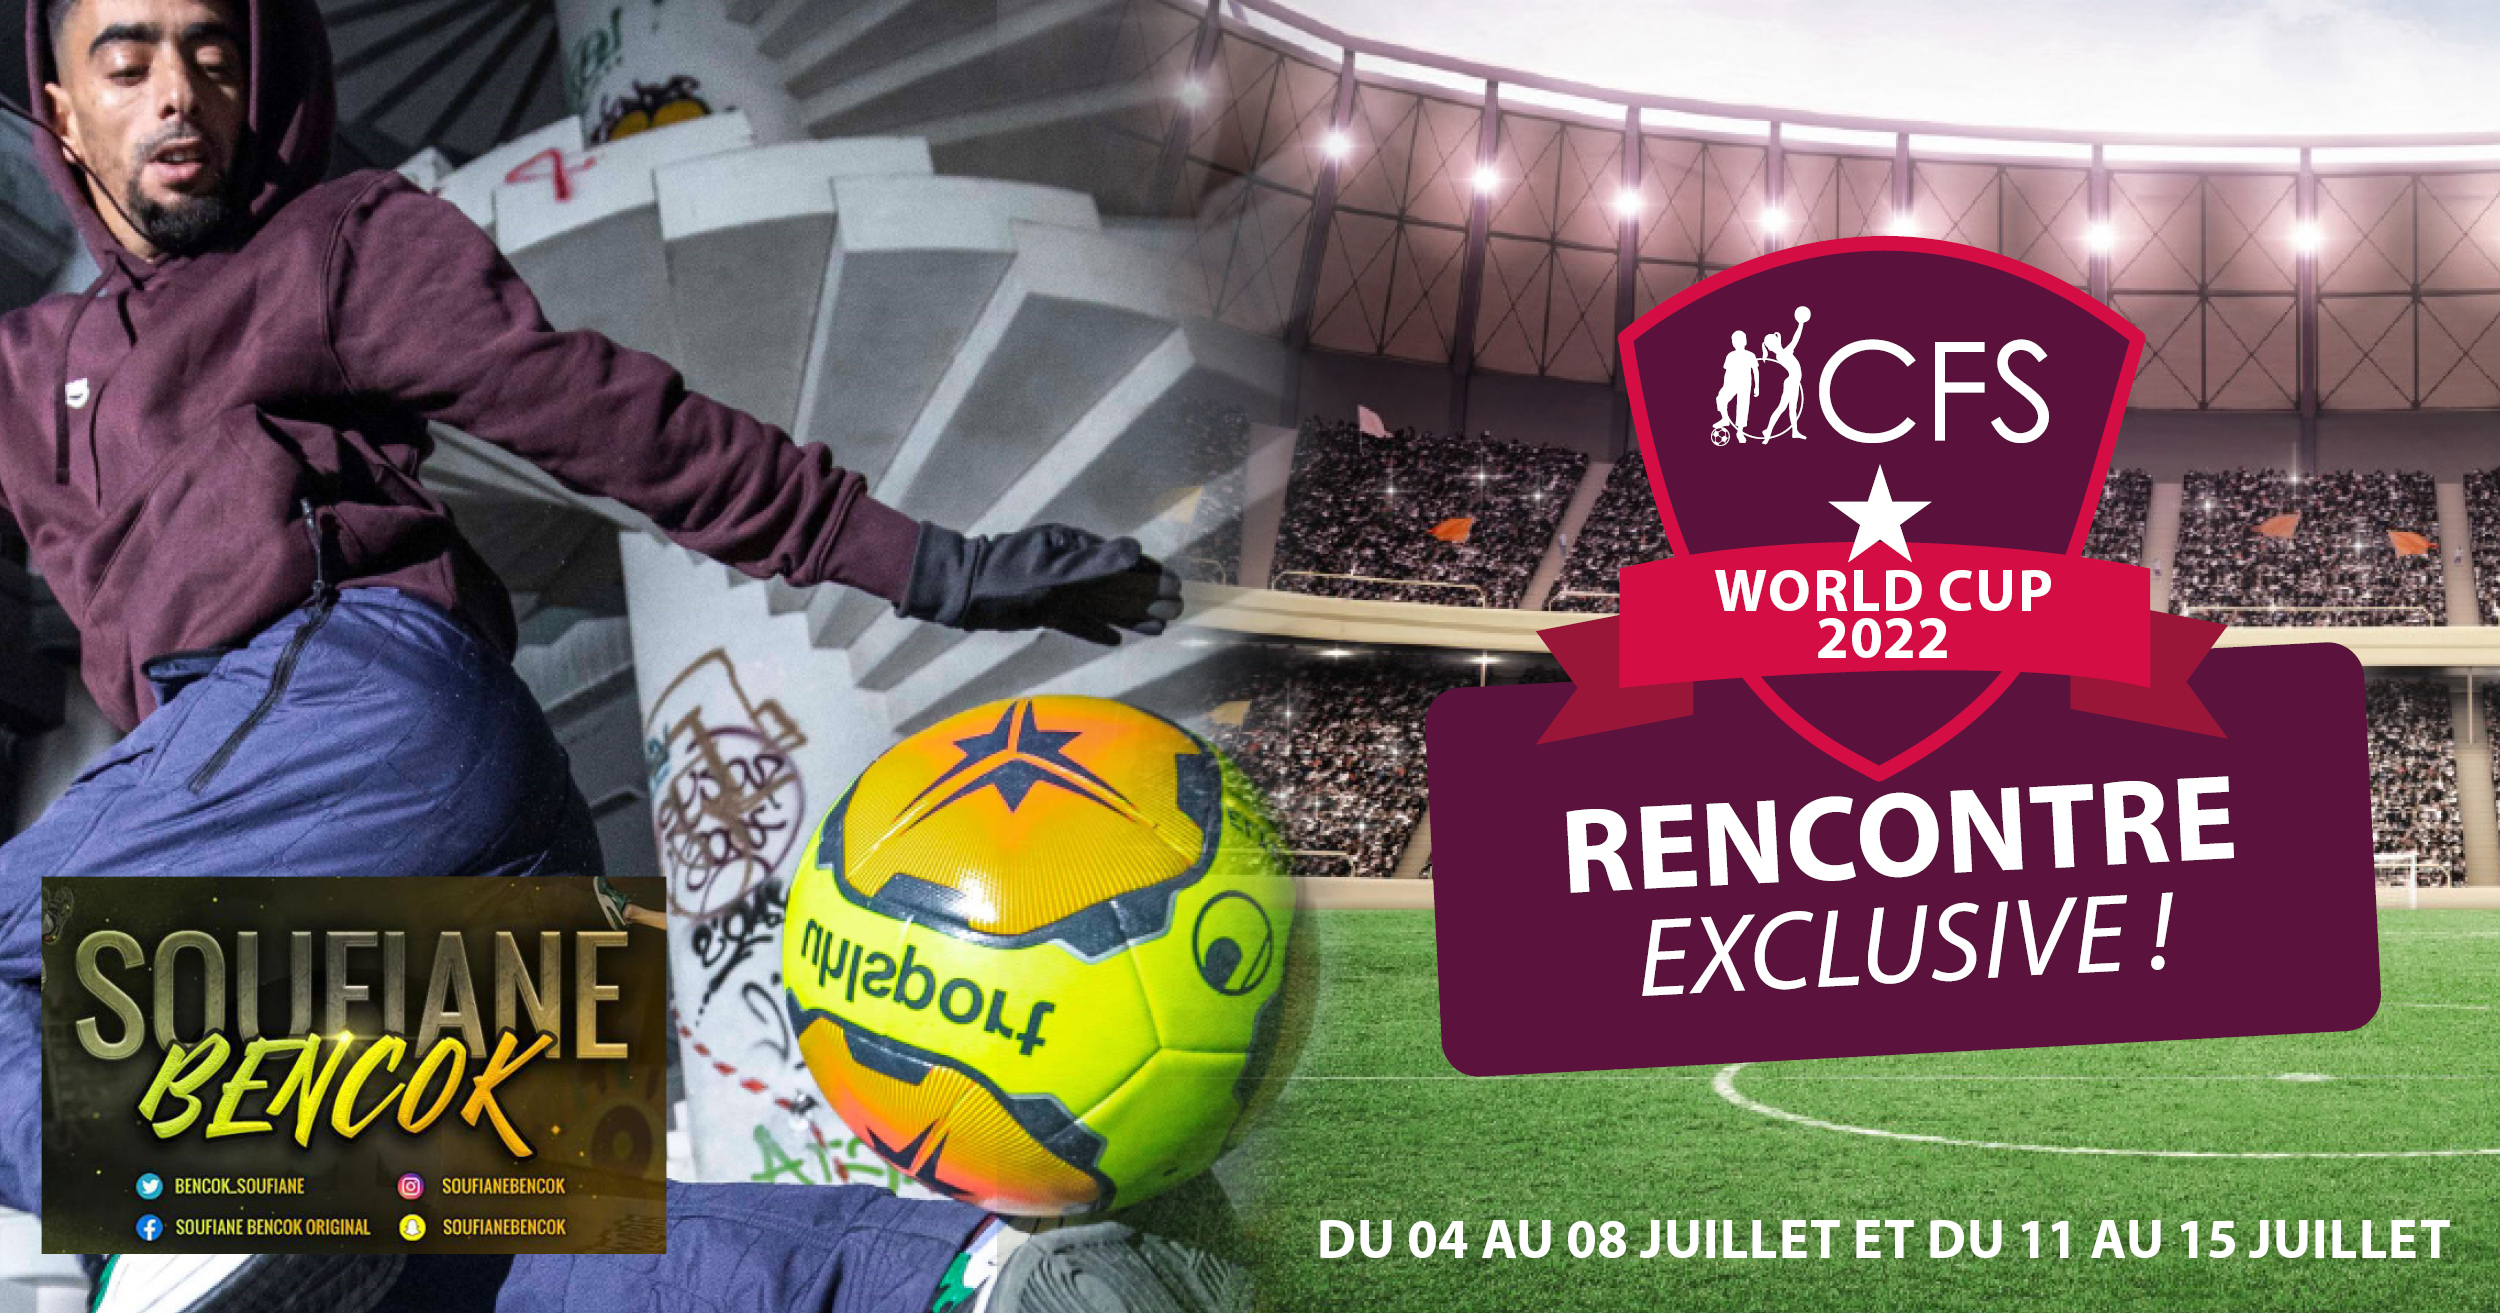 SOUFIANE
BENCOK
BENCOK_SOUFIANE
SOUFIANEBENCOK
SOUFIANE BENCOK ORIGINAL
SOUFIANEBENCOK
uhlsport
CFS
WORLD CUP
2022
RENCONTRE
EXCLUSIVE !
DU 04 AU 08 JUILLET ET DU 11 AU 15 JUILLET